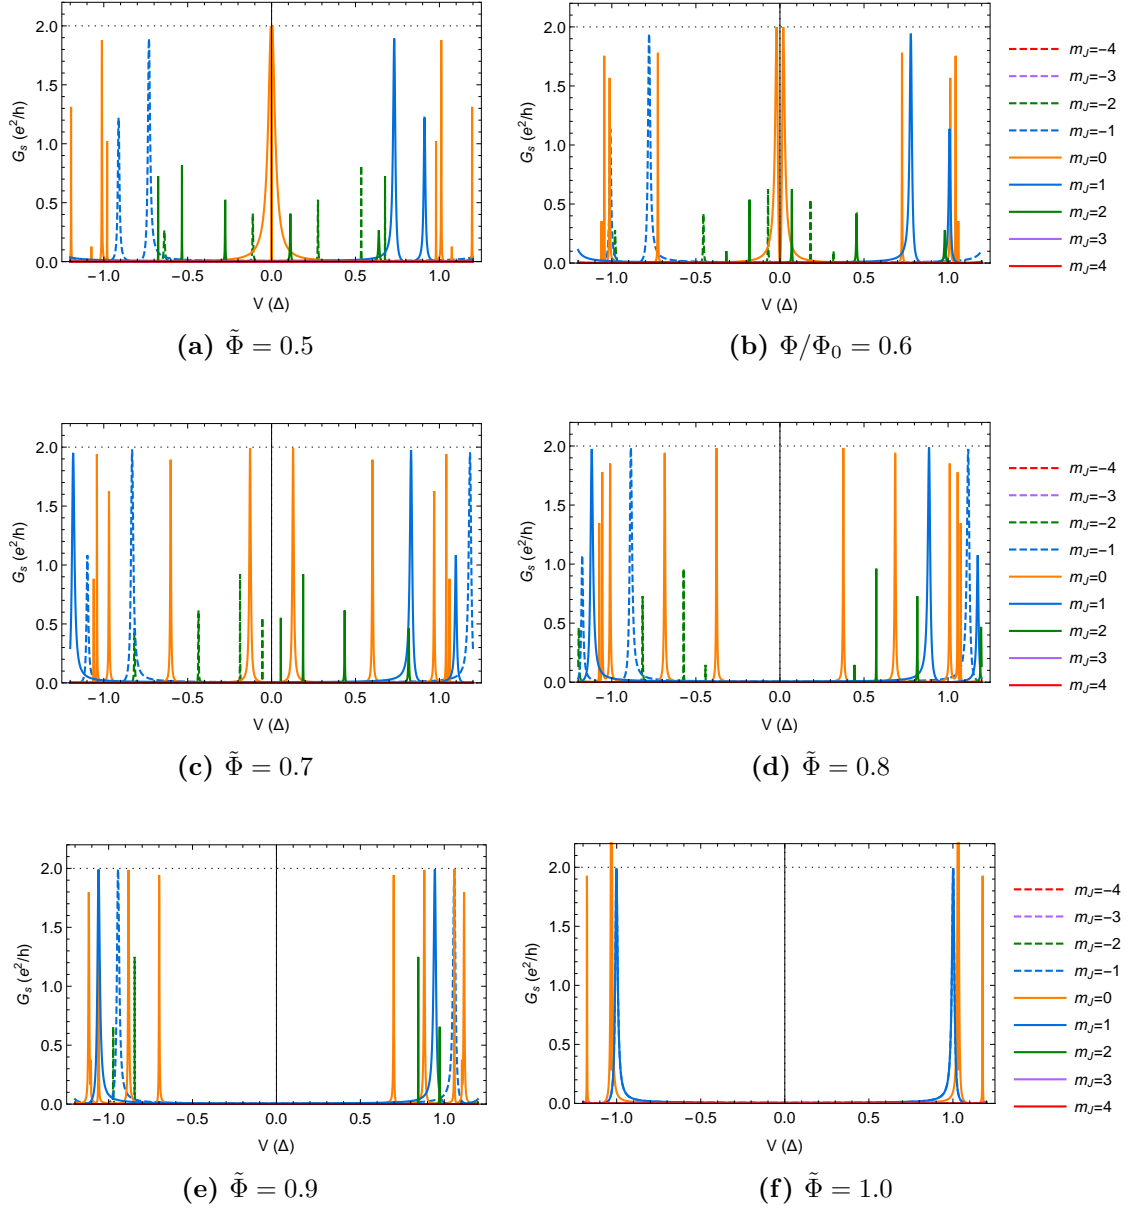 2.0
1.5
1.0
0.5
0.0
G_s (e²/h)
−1.0 −0.5 0.0 0.5 1.0
V (Δ)
(a) Φ̃ = 0.5
2.0
1.5
1.0
0.5
0.0
G_s (e²/h)
−1.0 −0.5 0.0 0.5 1.0
V (Δ)
(b) Φ/Φ₀ = 0.6
m_J=−4
m_J=−3
m_J=−2
m_J=−1
m_J=0
m_J=1
m_J=2
m_J=3
m_J=4
2.0
1.5
1.0
0.5
0.0
G_s (e²/h)
−1.0 −0.5 0.0 0.5 1.0
V (Δ)
(c) Φ̃ = 0.7
2.0
1.5
1.0
0.5
0.0
G_s (e²/h)
−1.0 −0.5 0.0 0.5 1.0
V (Δ)
(d) Φ̃ = 0.8
m_J=−4
m_J=−3
m_J=−2
m_J=−1
m_J=0
m_J=1
m_J=2
m_J=3
m_J=4
2.0
1.5
1.0
0.5
0.0
G_s (e²/h)
−1.0 −0.5 0.0 0.5 1.0
V (Δ)
(e) Φ̃ = 0.9
2.0
1.5
1.0
0.5
0.0
G_s (e²/h)
−1.0 −0.5 0.0 0.5 1.0
V (Δ)
(f) Φ̃ = 1.0
m_J=−4
m_J=−3
m_J=−2
m_J=−1
m_J=0
m_J=1
m_J=2
m_J=3
m_J=4